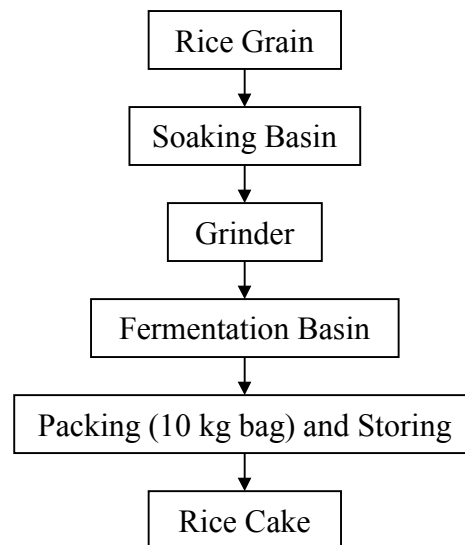 Rice Grain
Soaking Basin
Grinder
Fermentation Basin
Packing (10 kg bag) and Storing
Rice Cake